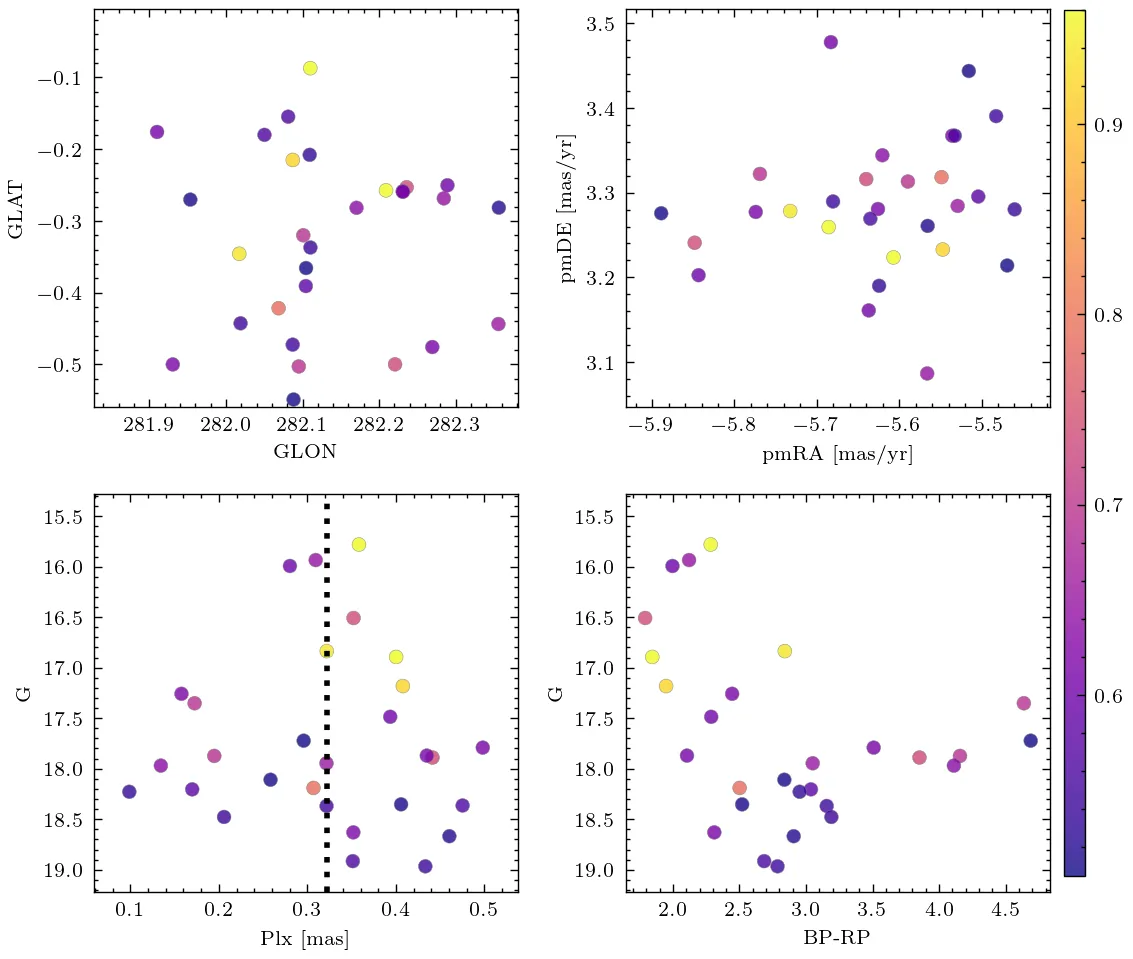 −0.1
−0.2
−0.3
−0.4
−0.5
GLAT
281.9 282.0 282.1 282.2 282.3
GLON
3.5
3.4
3.3
3.2
3.1
pmDE [mas/yr]
−5.9 −5.8 −5.7 −5.6 −5.5
pmRA [mas/yr]
0.9
0.8
0.7
0.6
15.5
16.0
16.5
17.0
17.5
18.0
18.5
19.0
G
0.1 0.2 0.3 0.4 0.5
Plx [mas]
15.5
16.0
16.5
17.0
17.5
18.0
18.5
19.0
G
2.0 2.5 3.0 3.5 4.0 4.5
BP-RP